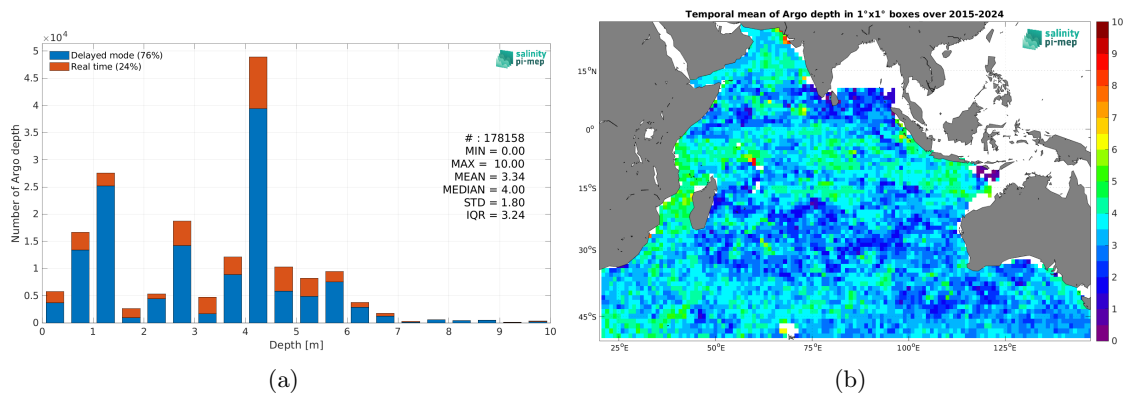 ×10⁴
Delayed mode (76%)
Real time (24%)
salinity
pi-mep
5
4.5
4
3.5
3
2.5
2
1.5
1
0.5
0
Number of Argo depth
# : 178158
MIN = 0.00
MAX = 10.00
MEAN = 3.34
MEDIAN = 4.00
STD = 1.80
IQR = 3.24
0 1 2 3 4 5 6 7 8 9 10
Depth [m]
(a)
Temporal mean of Argo depth in 1°x1° boxes over 2015-2024
salinity
pi-mep
15°N
0°
15°S
30°S
45°S
25°E 50°E 75°E 100°E 125°E
10
9
8
7
6
5
4
3
2
1
0
(b)